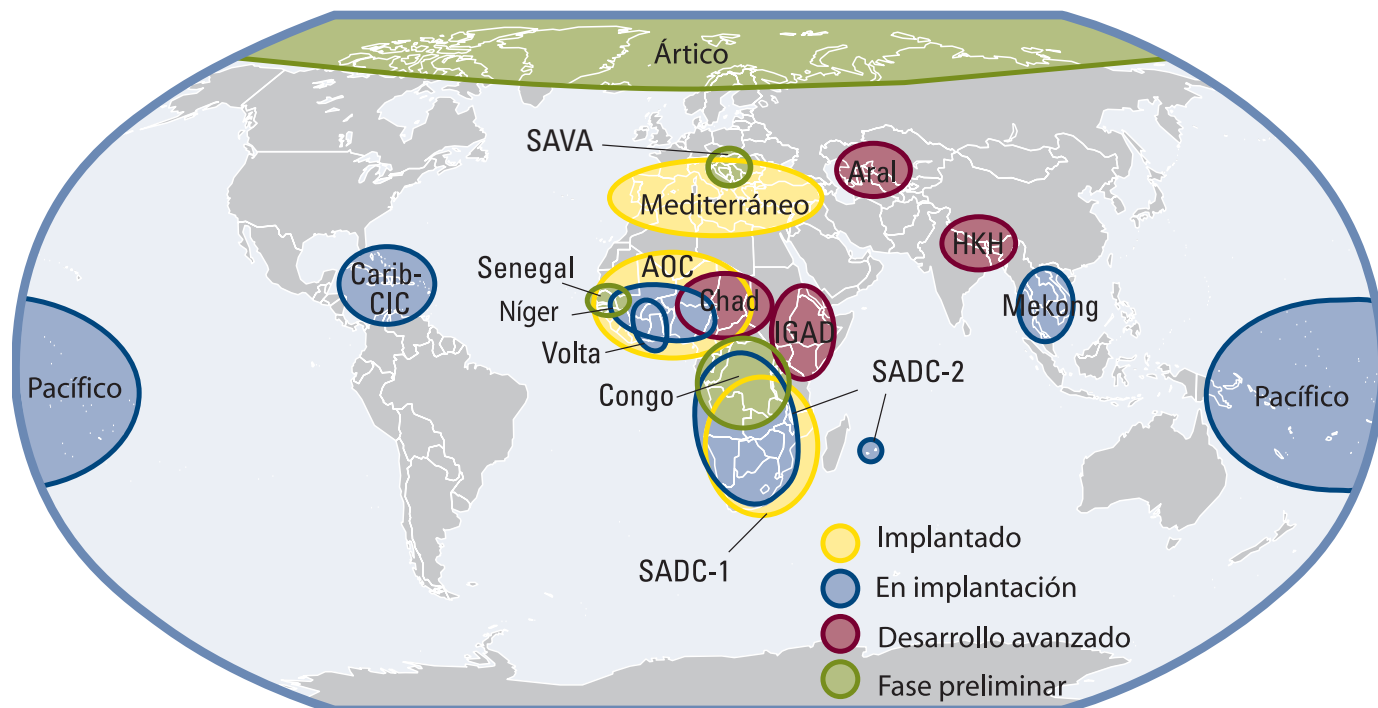 Ártico
SAVA
Aral
Mediterráneo
HKH
Carib-
CIC
Senegal
AOC
Chad
Níger
Mekong
IGAD
Volta
SADC-2
Pacífico
Congo
Pacífico
SADC-1
Implantado
En implantación
Desarrollo avanzado
Fase preliminar